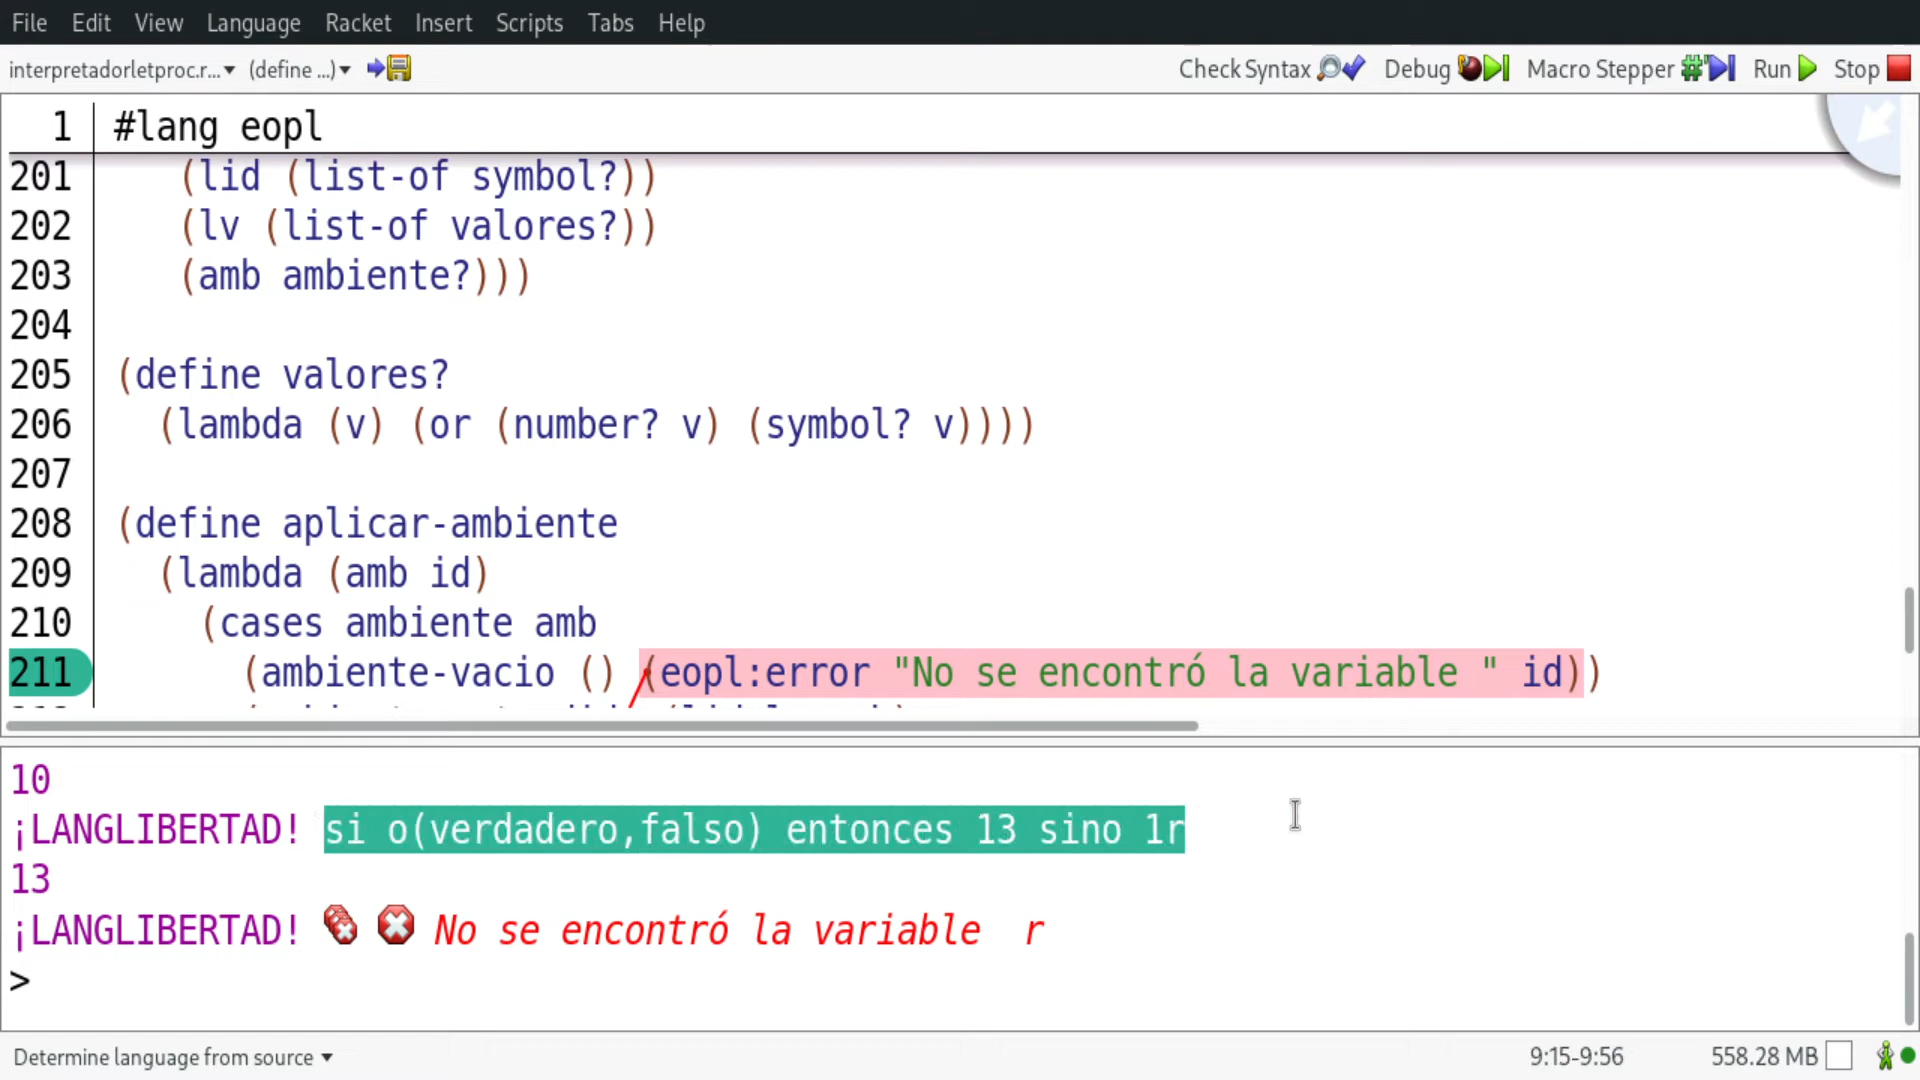 File Edit View Language Racket Insert Scripts Tabs Help
interpretadorletproc.r...▾ (define ...)▾ Check Syntax Debug Macro Stepper Run Stop
1 #lang eopl
201 (lid (list-of symbol?))
202 (lv (list-of valores?))
203 (amb ambiente?)))
204
205 (define valores?
206 (lambda (v) (or (number? v) (symbol? v))))
207
208 (define aplicar-ambiente
209 (lambda (amb id)
210 (cases ambiente amb
211 (ambiente-vacio () (eopl:error "No se encontró la variable " id))
10
¡LANGLIBERTAD! si o(verdadero,falso) entonces 13 sino 1r
13
¡LANGLIBERTAD! No se encontró la variable  r
>
Determine language from source ▾ 9:15-9:56 558.28 MB